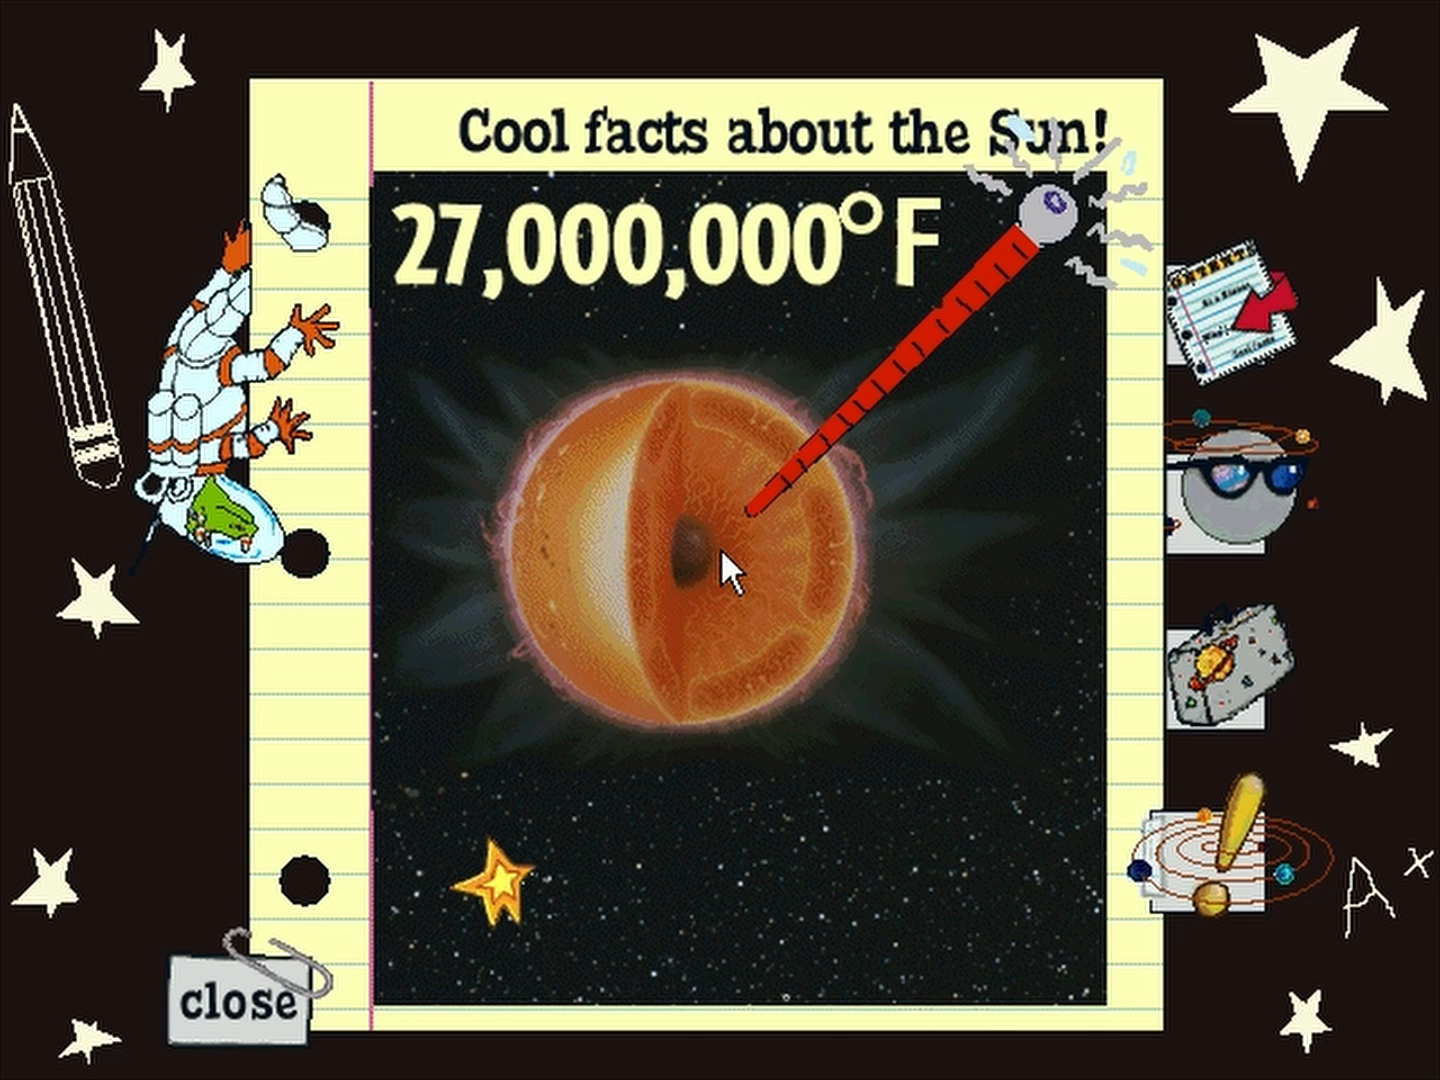 Cool facts about the Sun!
27,000,000°F
close
A x